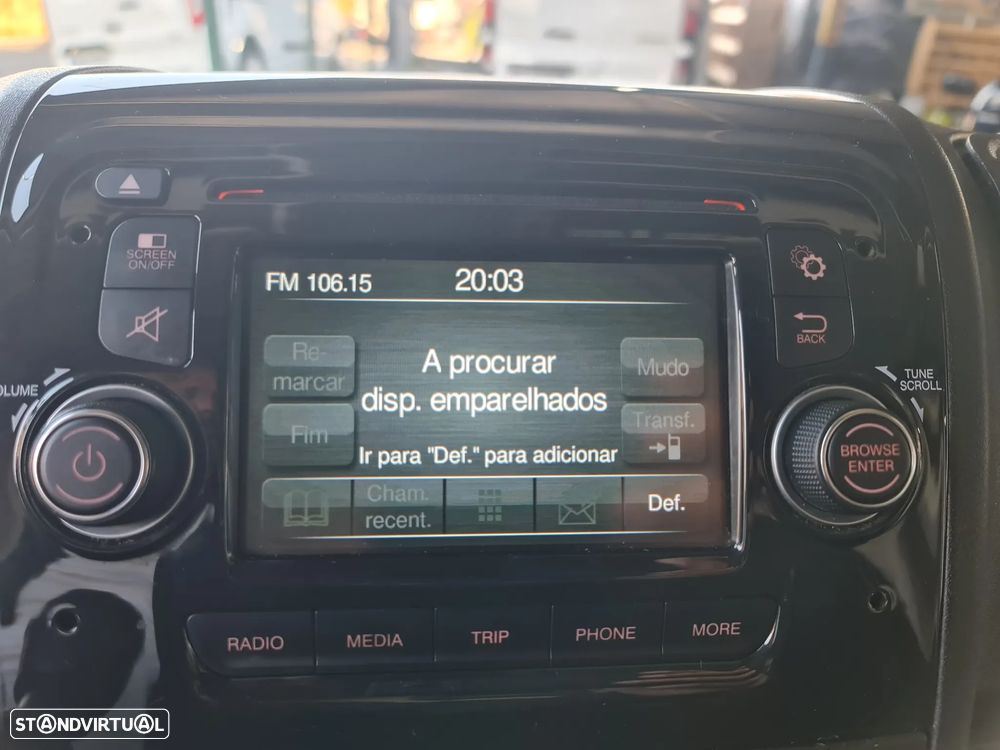 SCREEN
ON/OFF
VOLUME
FM 106.15
20:03
Re-
marcar
Fim
A procurar
disp. emparelhados
Ir para "Def." para adicionar
Mudo
Transf.
Cham.
recent.
Def.
BACK
TUNE
SCROLL
BROWSE
ENTER
RADIO
MEDIA
TRIP
PHONE
MORE
STANDVIRTUAL